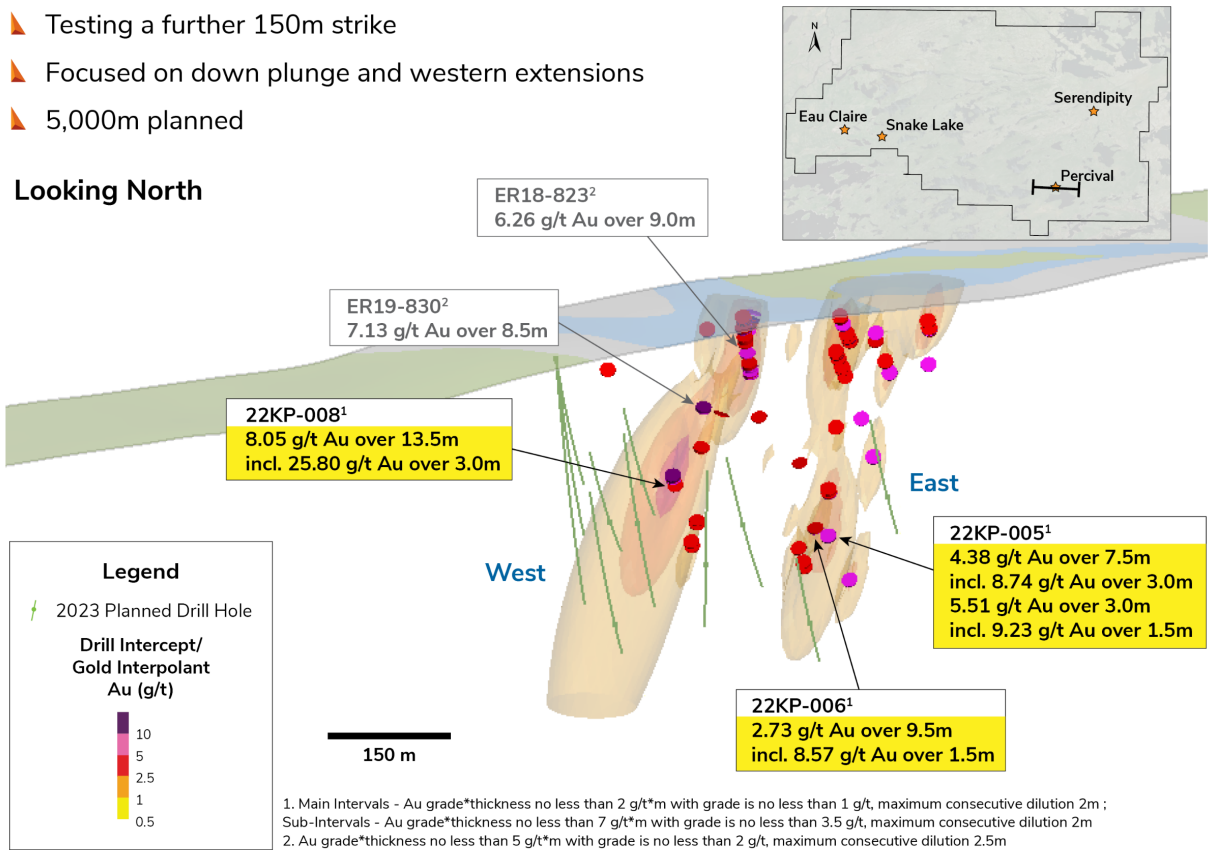 Testing a further 150m strike
Focused on down plunge and western extensions
5,000m planned
Looking North
N
Eau Claire
Snake Lake
Serendipity
Percival
ER18-823²
6.26 g/t Au over 9.0m
ER19-830²
7.13 g/t Au over 8.5m
22KP-008¹
8.05 g/t Au over 13.5m
incl. 25.80 g/t Au over 3.0m
East
West
22KP-005¹
4.38 g/t Au over 7.5m
incl. 8.74 g/t Au over 3.0m
5.51 g/t Au over 3.0m
incl. 9.23 g/t Au over 1.5m
22KP-006¹
2.73 g/t Au over 9.5m
incl. 8.57 g/t Au over 1.5m
Legend
2023 Planned Drill Hole
Drill Intercept/
Gold Interpolant
Au (g/t)
10
5
2.5
1
0.5
150 m
1. Main Intervals - Au grade*thickness no less than 2 g/t*m with grade is no less than 1 g/t, maximum consecutive dilution 2m ;
Sub-Intervals - Au grade*thickness no less than 7 g/t*m with grade is no less than 3.5 g/t, maximum consecutive dilution 2m
2. Au grade*thickness no less than 5 g/t*m with grade is no less than 2 g/t, maximum consecutive dilution 2.5m